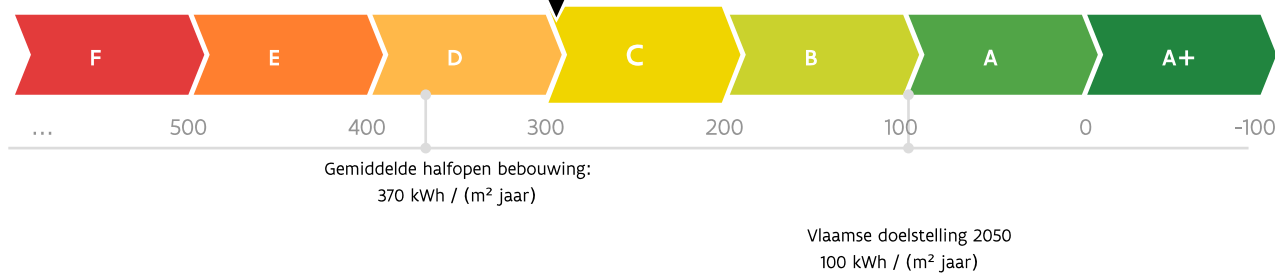 F E D C B A A+
... 500 400 300 200 100 0 -100
Gemiddelde halfopen bebouwing:
370 kWh / (m² jaar)
Vlaamse doelstelling 2050
100 kWh / (m² jaar)